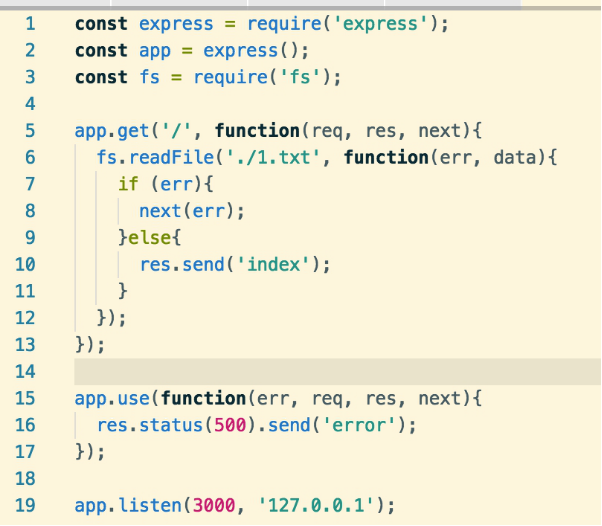 1 const express = require('express');
2 const app = express();
3 const fs = require('fs');
4
5 app.get('/', function(req, res, next){
6 fs.readFile('./1.txt', function(err, data){
7 if (err){
8 next(err);
9 }else{
10 res.send('index');
11 }
12 });
13 });
14
15 app.use(function(err, req, res, next){
16 res.status(500).send('error');
17 });
18
19 app.listen(3000, '127.0.0.1');